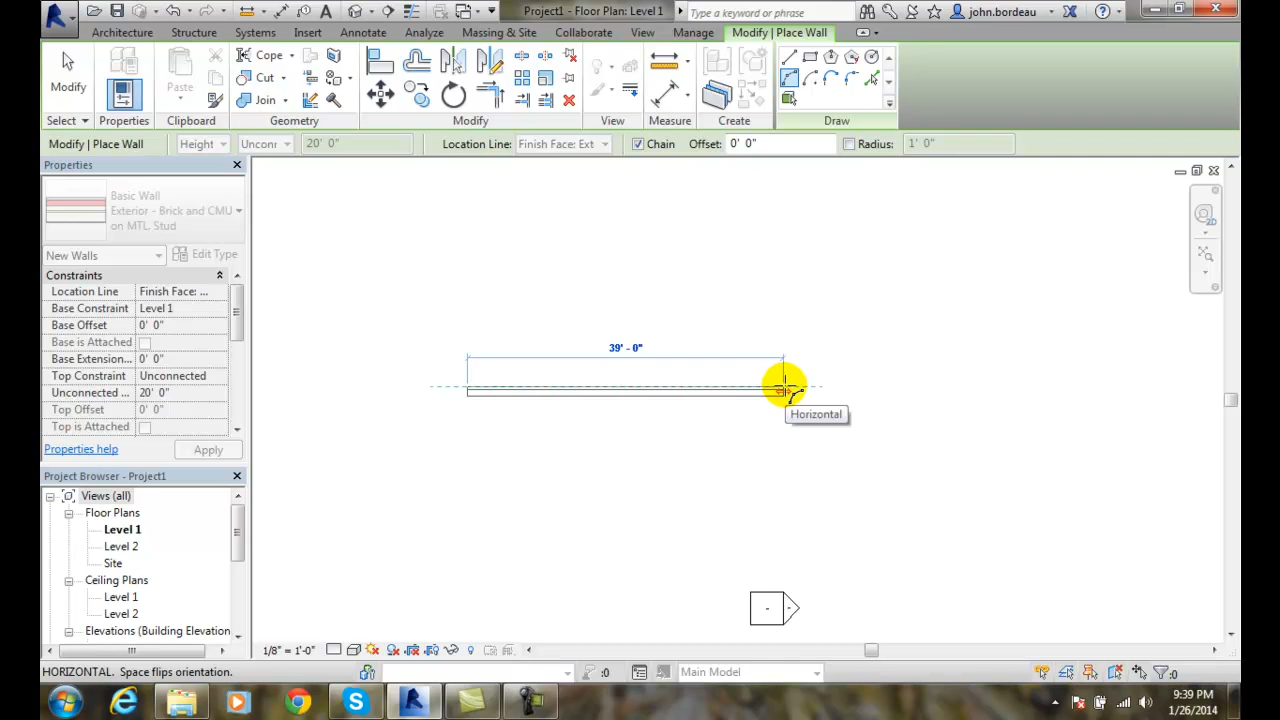 Project1 - Floor Plan: Level 1
Type a keyword or phrase
john.bordeau
Architecture Structure Systems Insert Annotate Analyze Massing & Site Collaborate View Manage Modify | Place Wall
Modify
Properties
Paste
Cope
Cut
Join
Select Properties Clipboard Geometry Modify View Measure Create Draw
Modify | Place Wall Height Unconr 20' 0" Location Line: Finish Face: Ext Chain Offset: 0' 0" Radius: 1' 0"
Properties
Basic Wall
Exterior - Brick and CMU
on MTL. Stud
New Walls Edit Type
Constraints
Location Line Finish Face: ...
Base Constraint Level 1
Base Offset 0' 0"
Base is Attached
Base Extension... 0' 0"
Top Constraint Unconnected
Unconnected ... 20' 0"
Top Offset 0' 0"
Top is Attached
Properties help Apply
Project Browser - Project1
Views (all)
Floor Plans
Level 1
Level 2
Site
Ceiling Plans
Level 1
Level 2
Elevations (Building Elevation
2D
39' - 0"
Horizontal
1/8" = 1'-0"
HORIZONTAL. Space flips orientation.
:0 Main Model :0
9:39 PM
1/26/2014